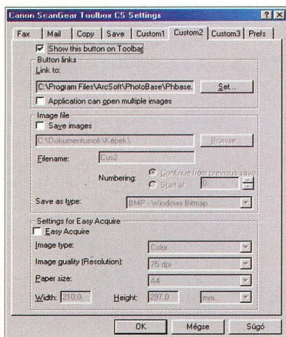 Canon ScanGear Toolbox CS Settings
Fax Mail Copy Save Custom1 Custom2 Custom3 Prefs
Show this button on Toolbar
Button links
Link to:
C:\Program Files\ArcSoft\PhotoBase\Phbase. Set...
Application can open multiple images
Image file
Save images
C:\Dokumentumok\Képek\ Browse...
Filename: Cus2
Numbering: Continue from previous save
Start at 0
Save as type: BMP - Windows Bitmap
Settings for Easy Acquire
Easy Acquire
Image type: Color
Image quality (Resolution): 75 dpi
Paper size: A4
Width: 210,0 Height: 297,0 mm
OK Mégse Súgó